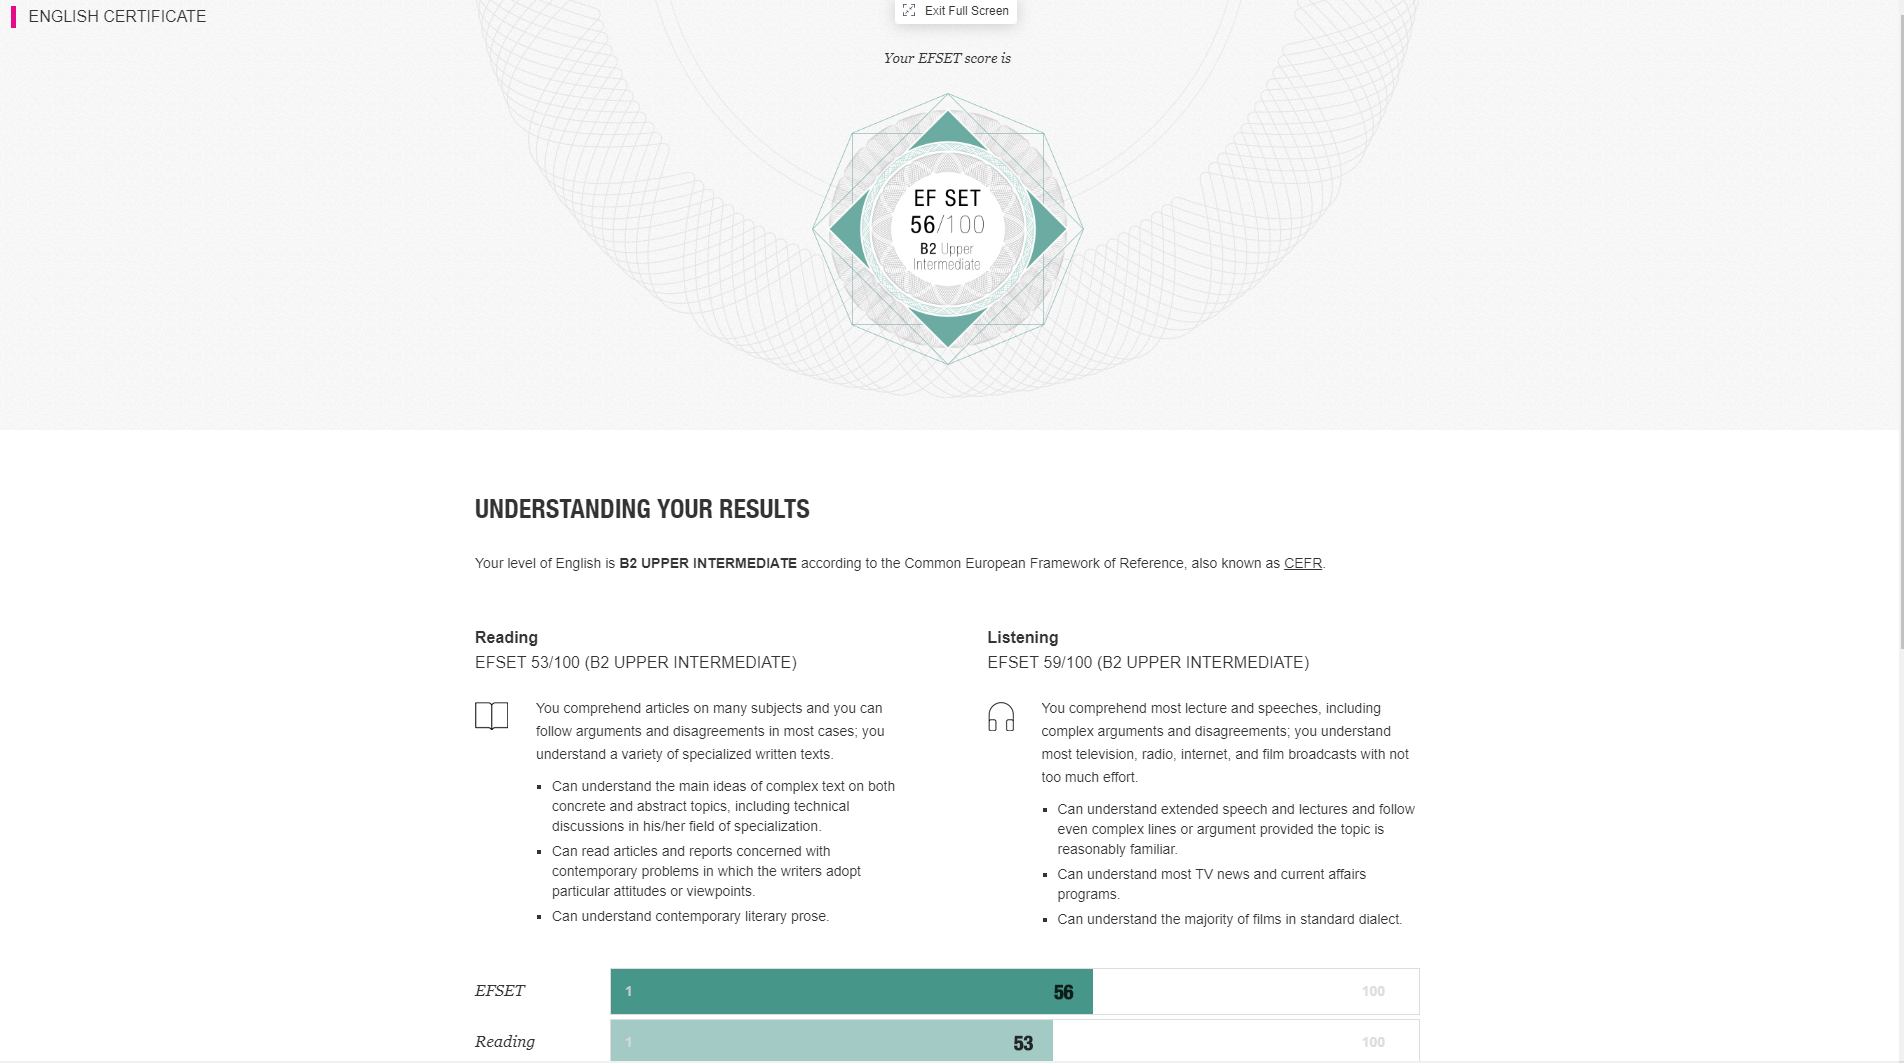 ENGLISH CERTIFICATE
Exit Full Screen
Your EFSET score is
EF SET
56/100
B2 Upper
Intermediate
UNDERSTANDING YOUR RESULTS
Your level of English is B2 UPPER INTERMEDIATE according to the Common European Framework of Reference, also known as CEFR.
Reading
EFSET 53/100 (B2 UPPER INTERMEDIATE)
You comprehend articles on many subjects and you can
follow arguments and disagreements in most cases; you
understand a variety of specialized written texts.
Can understand the main ideas of complex text on both
concrete and abstract topics, including technical
discussions in his/her field of specialization.
Can read articles and reports concerned with
contemporary problems in which the writers adopt
particular attitudes or viewpoints.
Can understand contemporary literary prose.
Listening
EFSET 59/100 (B2 UPPER INTERMEDIATE)
You comprehend most lecture and speeches, including
complex arguments and disagreements; you understand
most television, radio, internet, and film broadcasts with not
too much effort.
Can understand extended speech and lectures and follow
even complex lines or argument provided the topic is
reasonably familiar.
Can understand most TV news and current affairs
programs.
Can understand the majority of films in standard dialect.
EFSET 1 56 100
Reading 1 53 100